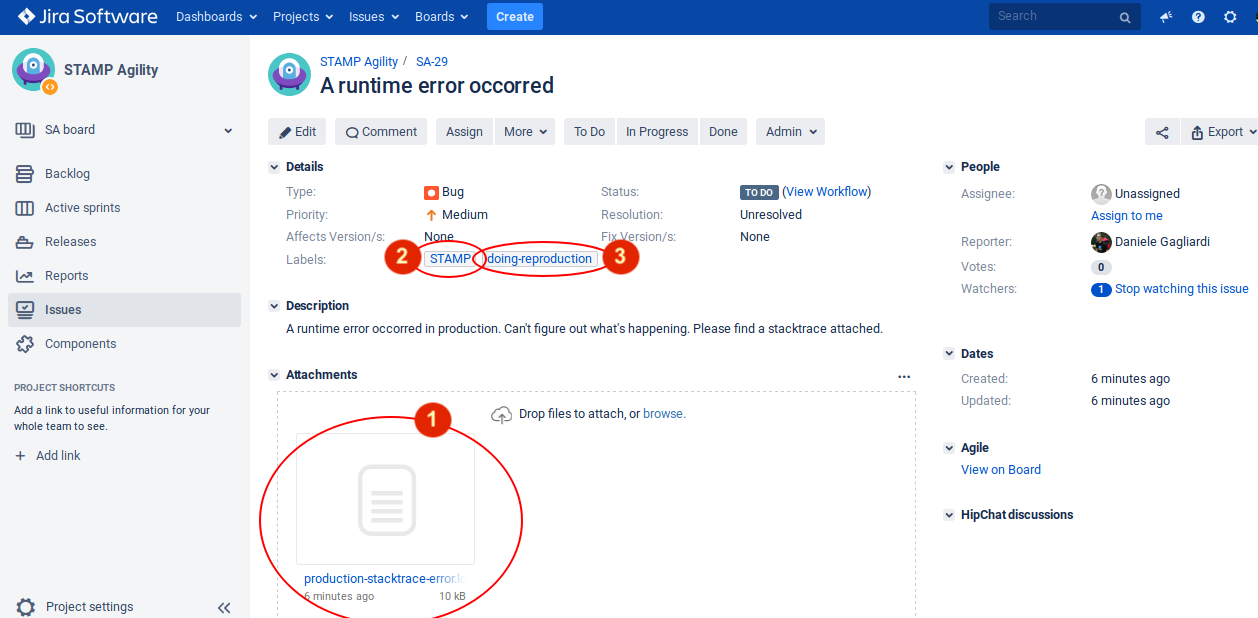 Jira Software Dashboards Projects Issues Boards Create Search
STAMP Agility
SA board
Backlog
Active sprints
Releases
Reports
Issues
Components
PROJECT SHORTCUTS
Add a link to useful information for your
whole team to see.
+ Add link
Project settings
STAMP Agility / SA-29
A runtime error occorred
Edit Comment Assign More To Do In Progress Done Admin Export
Details
Type: Bug Status: TO DO (View Workflow)
Priority: Medium Resolution: Unresolved
Affects Version/s: None Fix Version/s: None
Labels: 2 STAMP doing-reproduction 3
Description
A runtime error occorred in production. Can't figure out what's happening. Please find a stacktrace attached.
Attachments
Drop files to attach, or browse.
1
production-stacktrace-error.lo
6 minutes ago 10 kB
People
Assignee: Unassigned
Assign to me
Reporter: Daniele Gagliardi
Votes: 0
Watchers: 1 Stop watching this issue
Dates
Created: 6 minutes ago
Updated: 6 minutes ago
Agile
View on Board
HipChat discussions